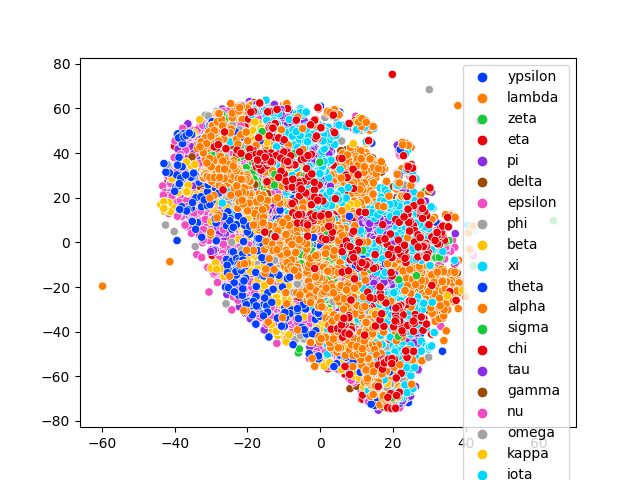 80
60
40
20
0
−20
−40
−60
−80
−60
−40
−20
0
20
40
60
ypsilon
lambda
zeta
eta
pi
delta
epsilon
phi
beta
xi
theta
alpha
sigma
chi
tau
gamma
nu
omega
kappa
iota